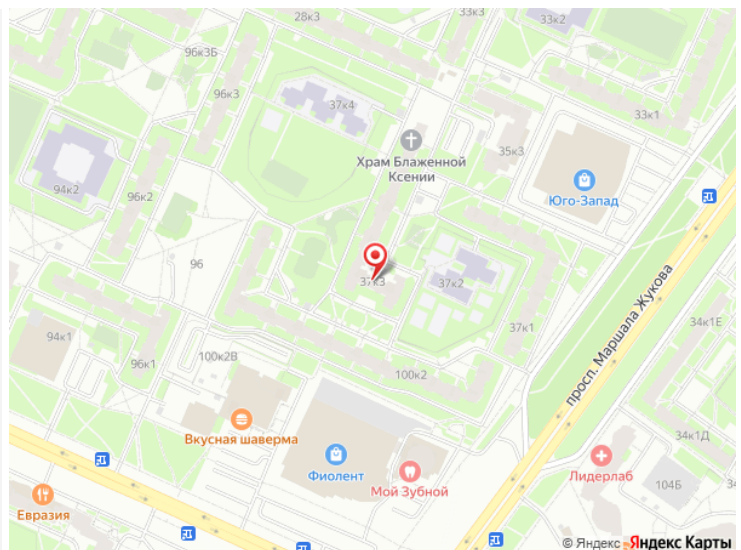 28к3
33к3
33к2
96к3Б
96к3
37к4
33к1
35к3
Храм Блаженной
Ксении
94к2
96к2
Юго-Запад
96
37к3
37к2
просп. Маршала Жукова
37к1
34к1Е
94к1
100к2В
96к1
100к2
Вкусная шаверма
34к1Д
Фиолент
Мой Зубной
Лидерлаб
104Б
Евразия
© Яндекс
Яндекс Карты